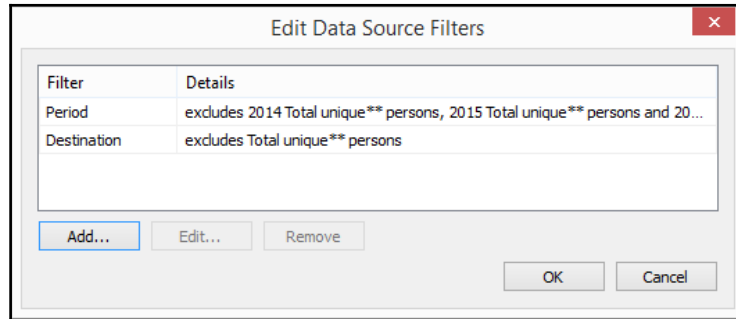 Edit Data Source Filters
×
Filter Details
Period excludes 2014 Total unique** persons, 2015 Total unique** persons and 20...
Destination excludes Total unique** persons
Add... Edit... Remove
OK Cancel